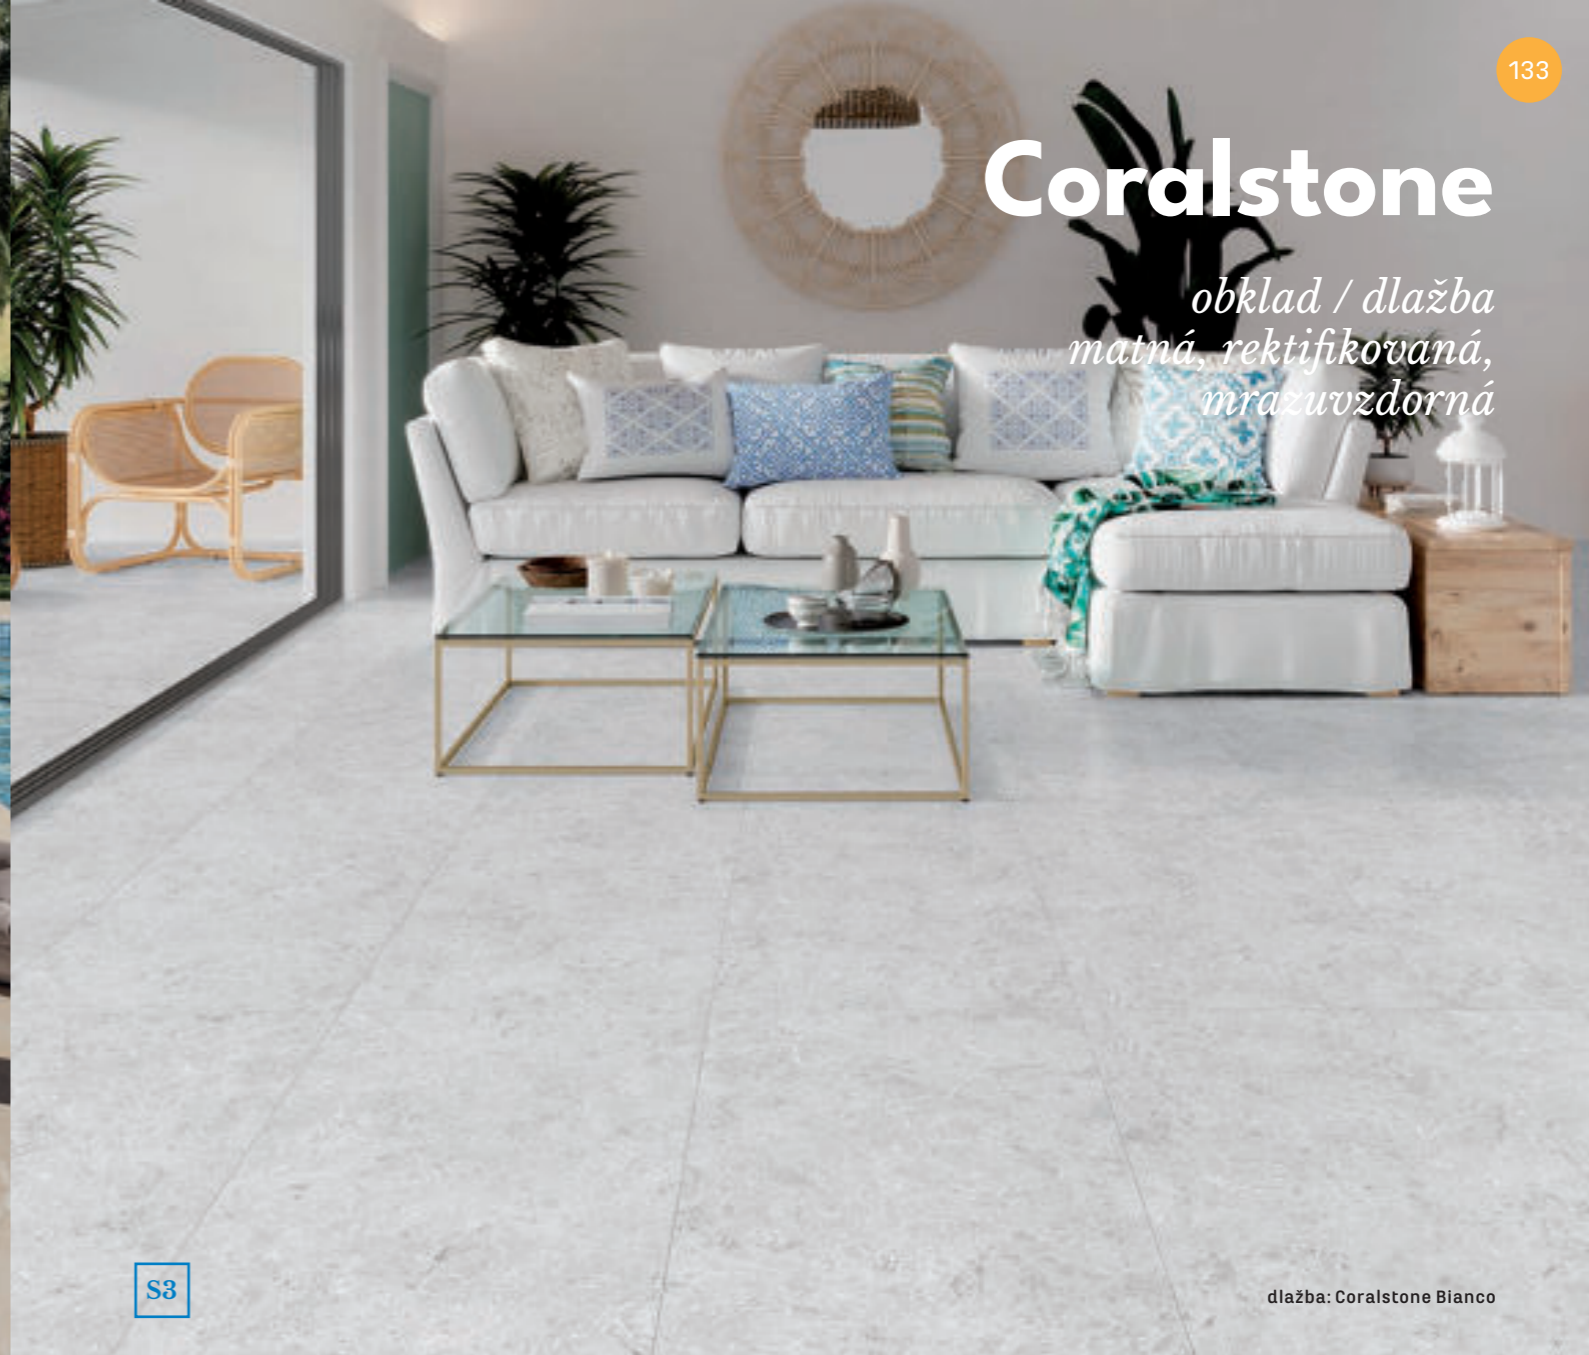 133
Coralstone
obklad / dlažba
matná, rektifikovaná,
mrazuvzdorná
S3
dlažba: Coralstone Bianco